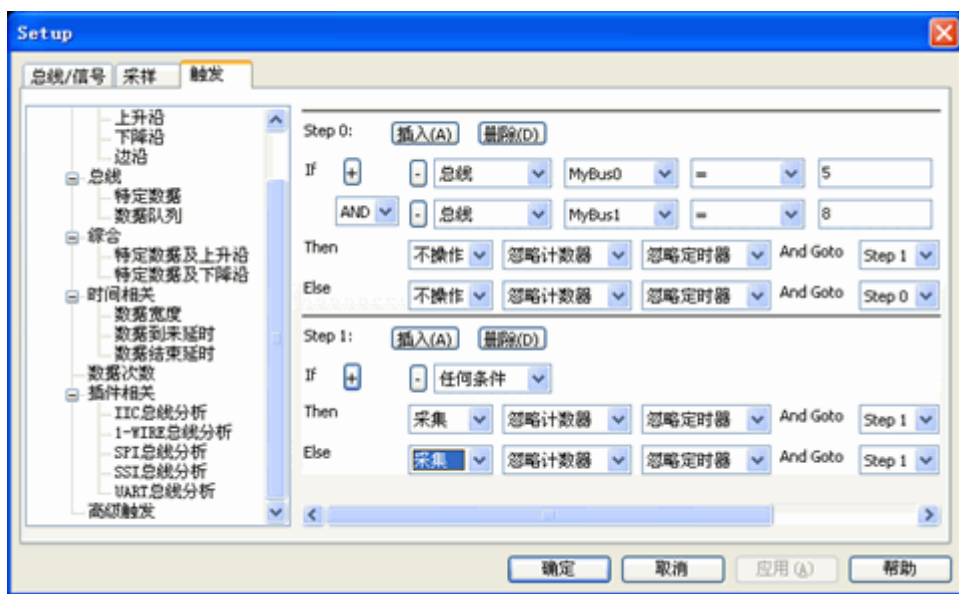 Setup
总线/信号 采样 触发
上升沿
下降沿
边沿
总线
特定数据
数据队列
综合
特定数据及上升沿
特定数据及下降沿
时间相关
数据宽度
数据到来延时
数据结束延时
数据次数
插件相关
IIC总线分析
1-WIRE总线分析
SPI总线分析
SSI总线分析
UART总线分析
高级触发
Step 0: 插入(A) 删除(D)
If + - 总线 MyBus0 = 5
AND - 总线 MyBus1 = 8
Then 不操作 忽略计数器 忽略定时器 And Goto Step 1
Else 不操作 忽略计数器 忽略定时器 And Goto Step 0
Step 1: 插入(A) 删除(D)
If + - 任何条件
Then 采集 忽略计数器 忽略定时器 And Goto Step 1
Else 采集 忽略计数器 忽略定时器 And Goto Step 1
确定 取消 应用(A) 帮助